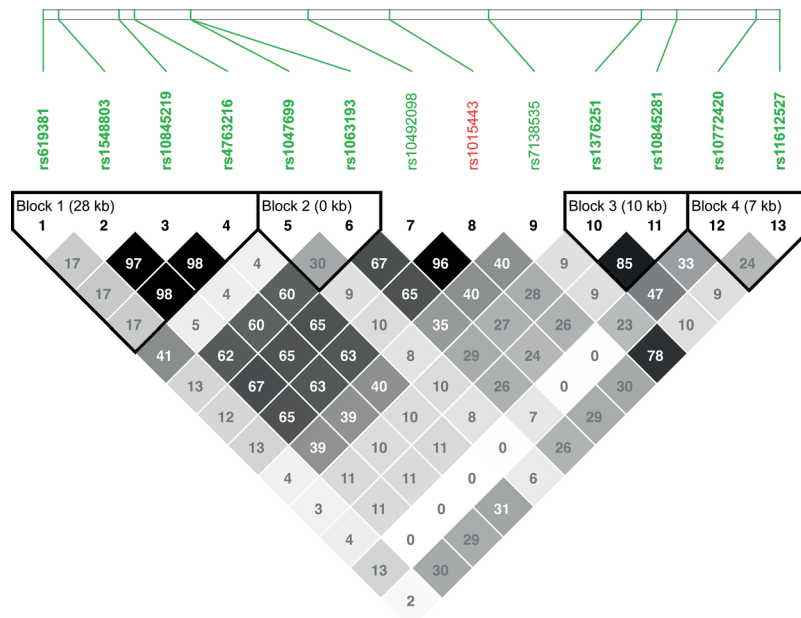 rs619381
rs1548803
rs10845219
rs4763216
rs1047699
rs1063193
rs10492098
rs1015443
rs7138535
rs1376251
rs10845281
rs10772420
rs11612527
Block 1 (28 kb) Block 2 (0 kb) Block 3 (10 kb) Block 4 (7 kb)
1 2 3 4 5 6 7 8 9 10 11 12 13
17 97 98 4 30 67 96 40 9 85 33 24
17 98 4 60 9 65 40 28 9 47 9
17 5 60 65 10 35 27 26 23 10
41 62 65 63 8 29 24 0 78
13 67 63 40 10 26 0 30
12 65 39 10 8 7 29
13 39 10 11 0 26
4 11 11 0 6
3 11 0 31
4 0 29
13 30
2